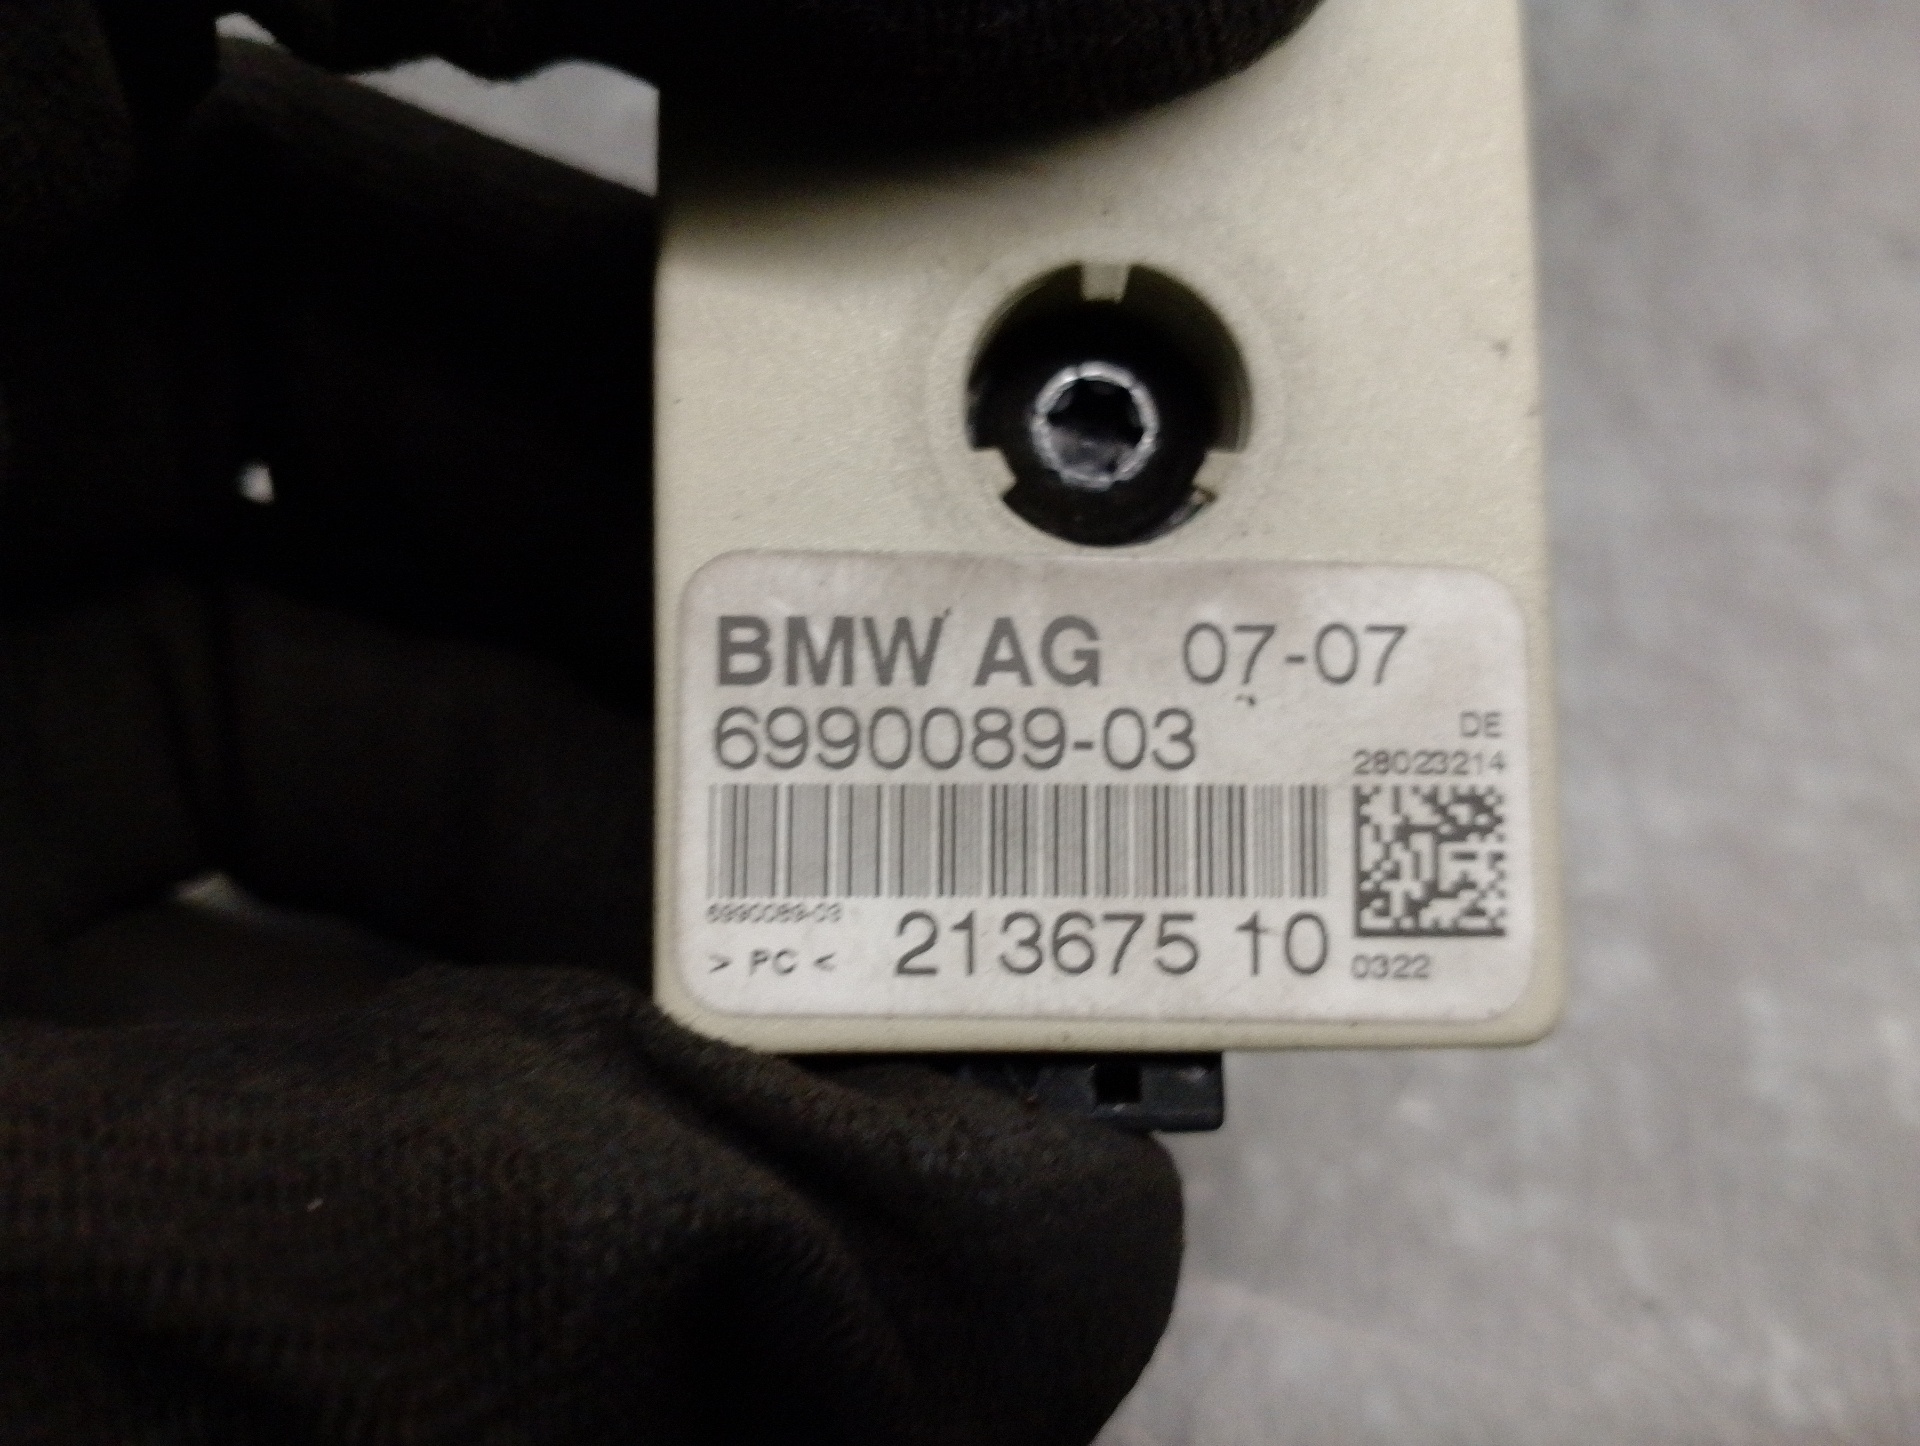 BMW AG 07-07
6990089-03
DE
28023214
6990089-03
> PC < 213675 10
0322